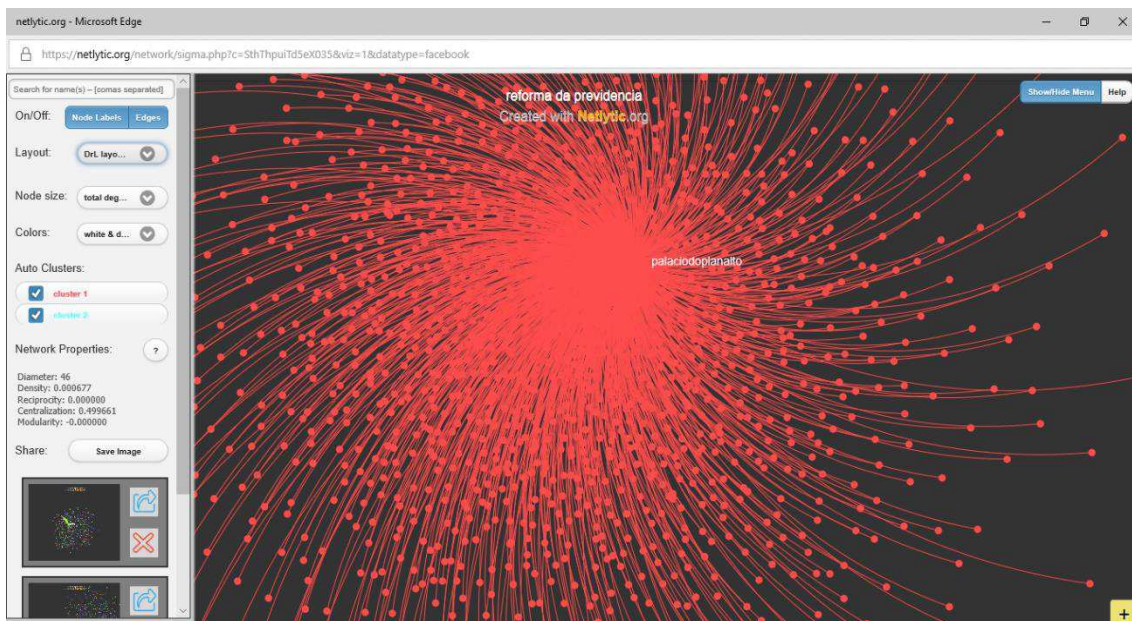 netlytic.org - Microsoft Edge
https://netlytic.org/network/sigma.php?c=SthThpuiTd5eX035&viz=1&datatype=facebook
Search for name(s) – [comas separated]
On/Off: Node Labels Edges
Layout: DrL layo...
Node size: total deg...
Colors: white & d...
Auto Clusters:
cluster 1
cluster 2
Network Properties: ?
Diameter: 46
Density: 0.000677
Reciprocity: 0.000000
Centralization: 0.499661
Modularity: -0.000000
Share: Save Image
reforma da previdencia
Created with Netlytic.org
Show/Hide Menu Help
palaciodoplanalto
+